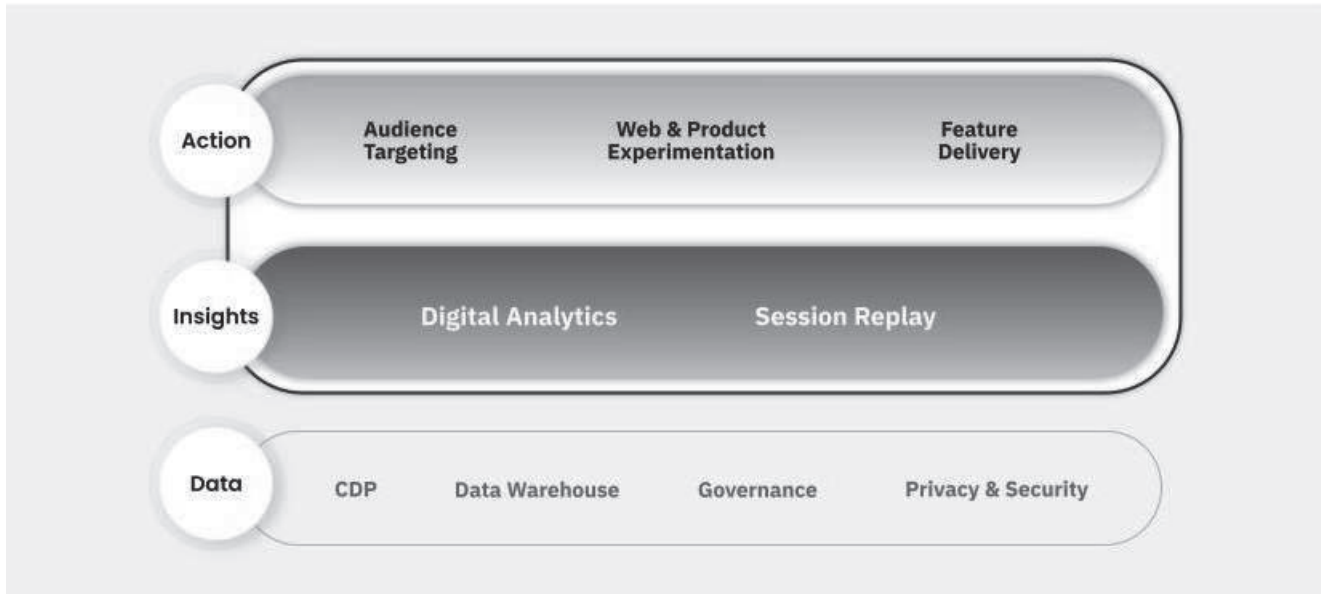 Action
Audience
Targeting
Web & Product
Experimentation
Feature
Delivery
Insights
Digital Analytics
Session Replay
Data
CDP
Data Warehouse
Governance
Privacy & Security